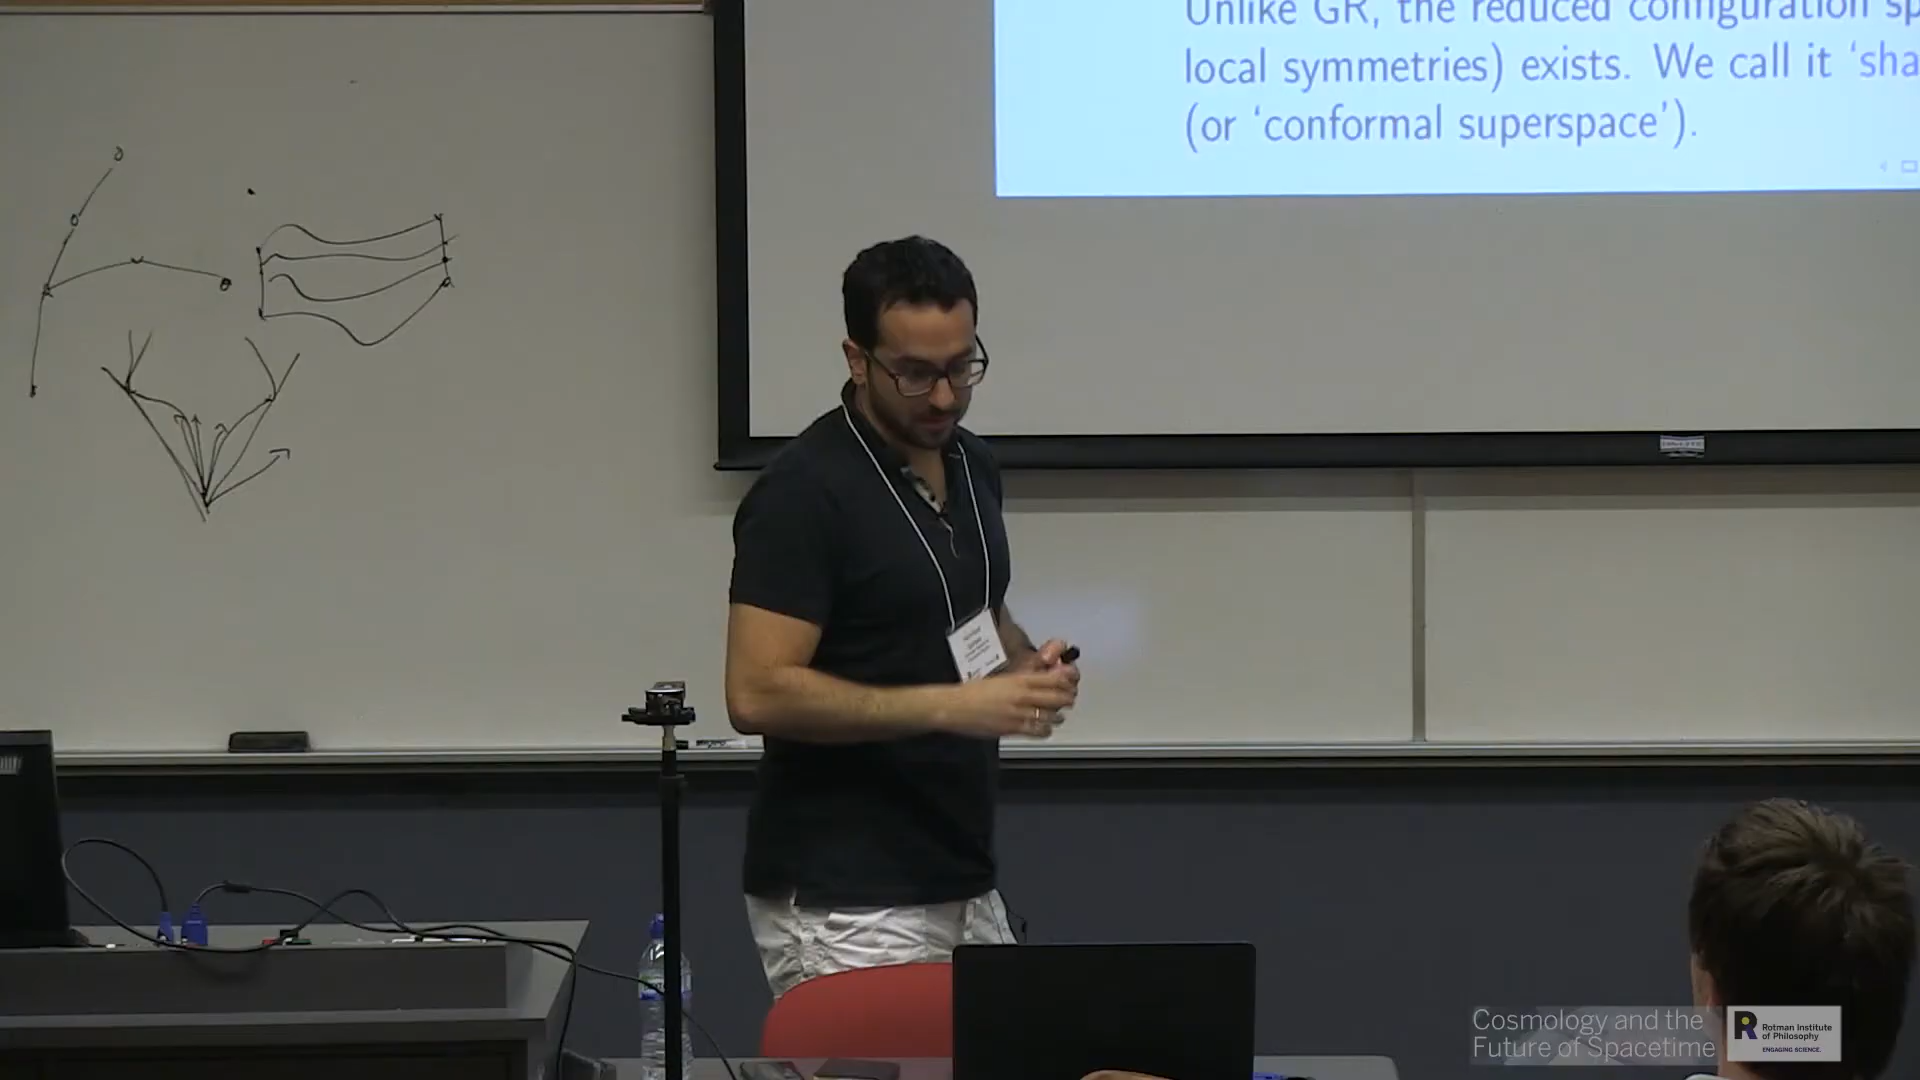 Unlike GR, the reduced configuration sp
local symmetries) exists. We call it ‘sha
(or ‘conformal superspace’).
Cosmology and the
Future of Spacetime
Rotman Institute
of Philosophy
ENGAGING SCIENCE.